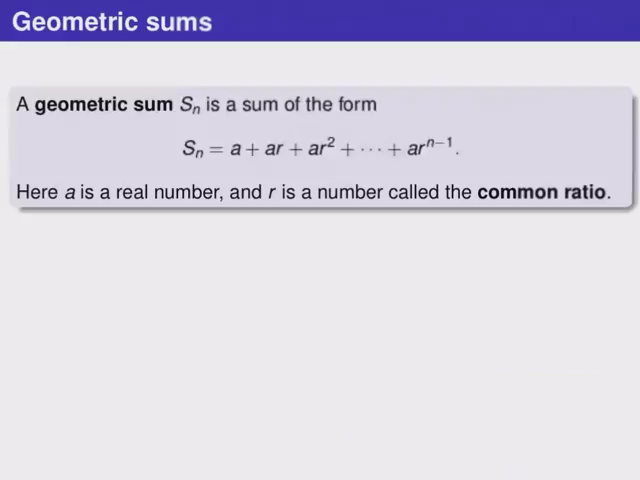 Geometric sums
A geometric sum Sₙ is a sum of the form
Sₙ = a + ar + ar² + ··· + arⁿ⁻¹.
Here a is a real number, and r is a number called the common ratio.